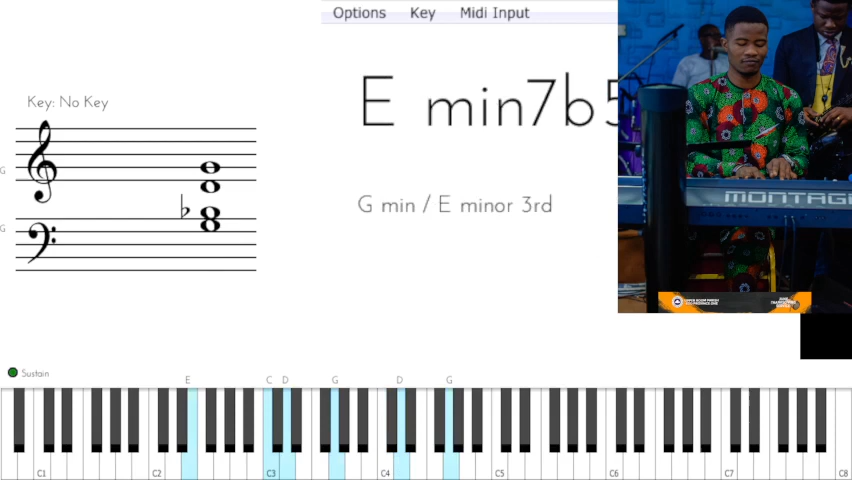 Options Key Midi Input
E min7b5
Key: No Key
G min / E minor 3rd
G
G
MONTAG
Sustain
E C D G D G
C1 C2 C3 C4 C5 C6 C7 C8